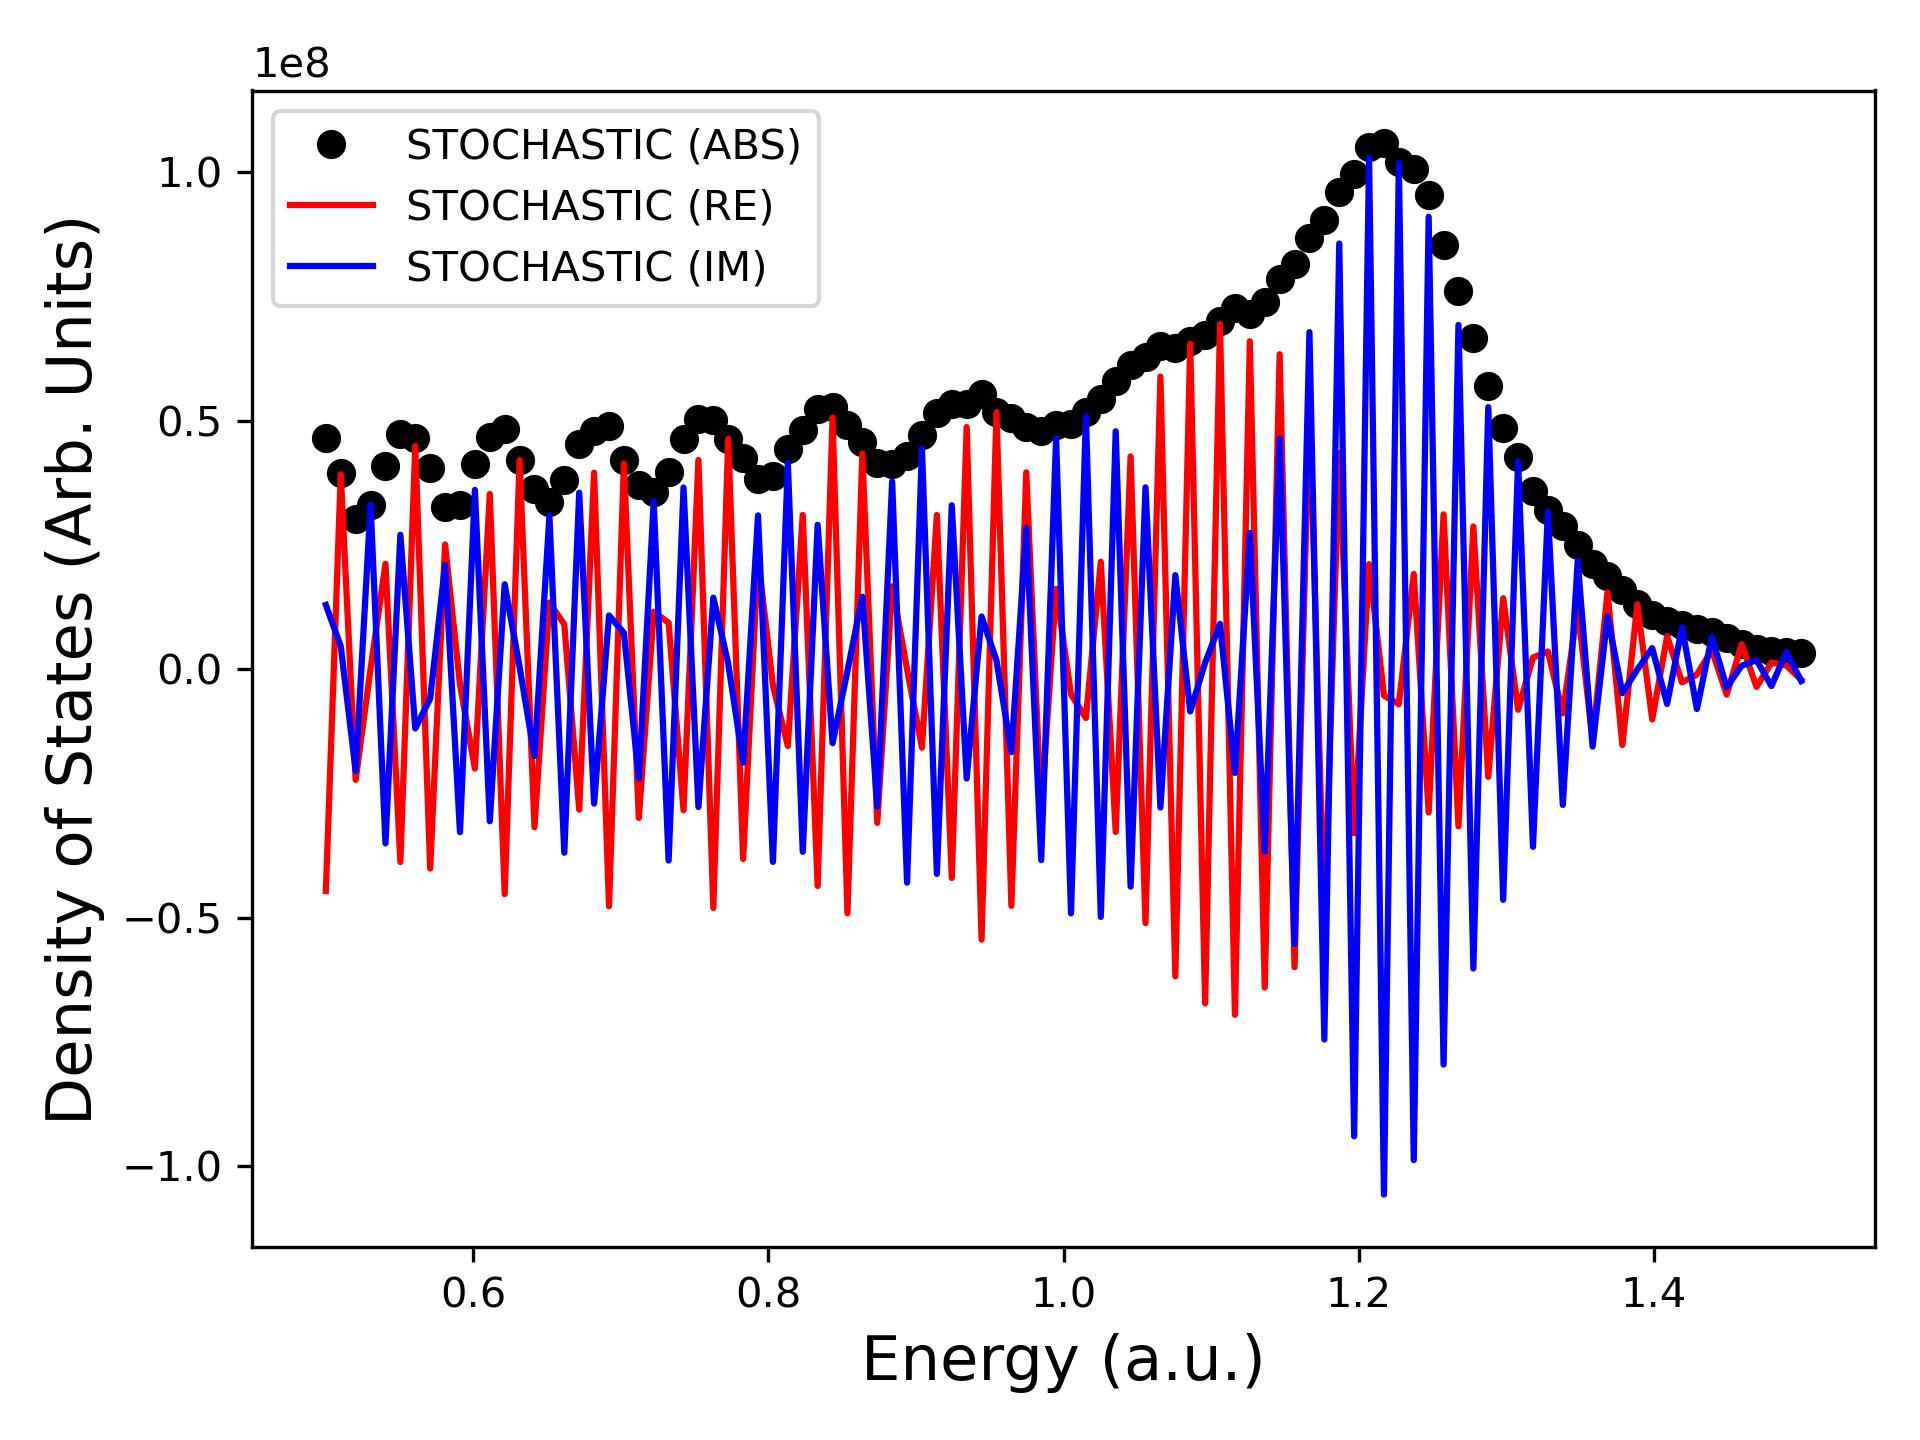 1e8
STOCHASTIC (ABS)
STOCHASTIC (RE)
STOCHASTIC (IM)
1.0
0.5
0.0
−0.5
−1.0
Density of States (Arb. Units)
0.6 0.8 1.0 1.2 1.4
Energy (a.u.)